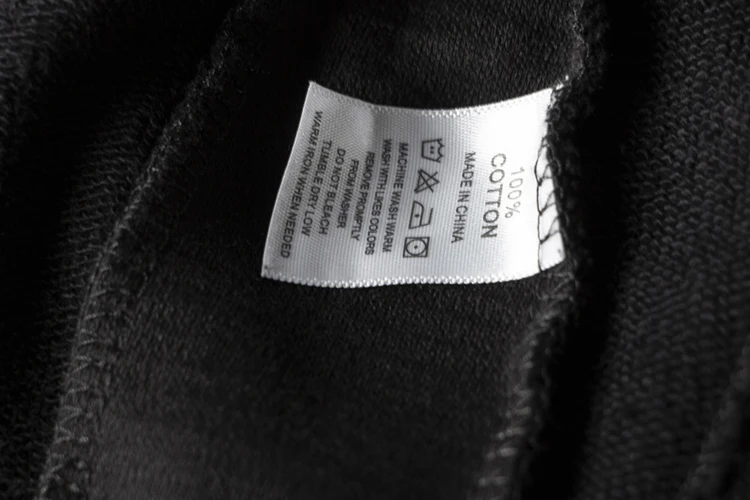 100%
COTTON
MADE IN CHINA
MACHINE WASH WARM
WASH WITH LIKES COLORS
REMOVE PROMPTLY
FROM WASHER
DO NOT BLEACH
TUMBLE DRY LOW
WARM IRON WHEN NEEDED